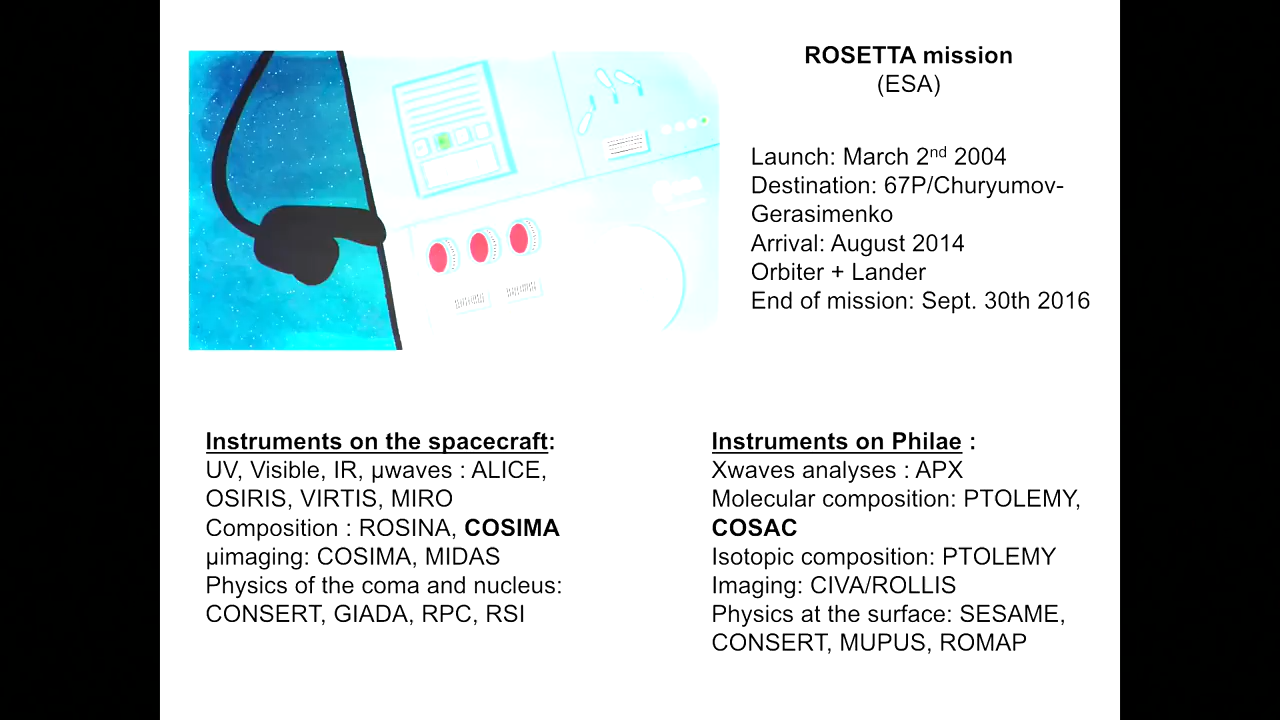 ROSETTA mission
(ESA)
Launch: March 2nd 2004
Destination: 67P/Churyumov-
Gerasimenko
Arrival: August 2014
Orbiter + Lander
End of mission: Sept. 30th 2016
Instruments on the spacecraft:
UV, Visible, IR, µwaves : ALICE,
OSIRIS, VIRTIS, MIRO
Composition : ROSINA, COSIMA
µimaging: COSIMA, MIDAS
Physics of the coma and nucleus:
CONSERT, GIADA, RPC, RSI
Instruments on Philae :
Xwaves analyses : APX
Molecular composition: PTOLEMY,
COSAC
Isotopic composition: PTOLEMY
Imaging: CIVA/ROLLIS
Physics at the surface: SESAME,
CONSERT, MUPUS, ROMAP